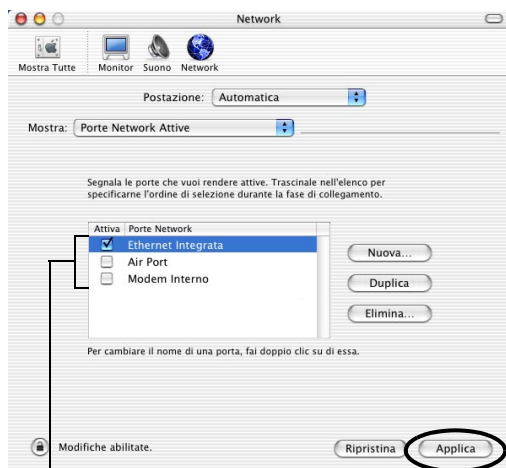 Network
Mostra Tutte Monitor Suono Network
Postazione: Automatica
Mostra: Porte Network Attive
Segnala le porte che vuoi rendere attive. Trascinale nell'elenco per
specificarne l'ordine di selezione durante la fase di collegamento.
Attiva Porte Network
Ethernet Integrata
Air Port
Modem Interno
Nuova...
Duplica
Elimina...
Per cambiare il nome di una porta, fai doppio clic su di essa.
Modifiche abilitate.
Ripristina Applica